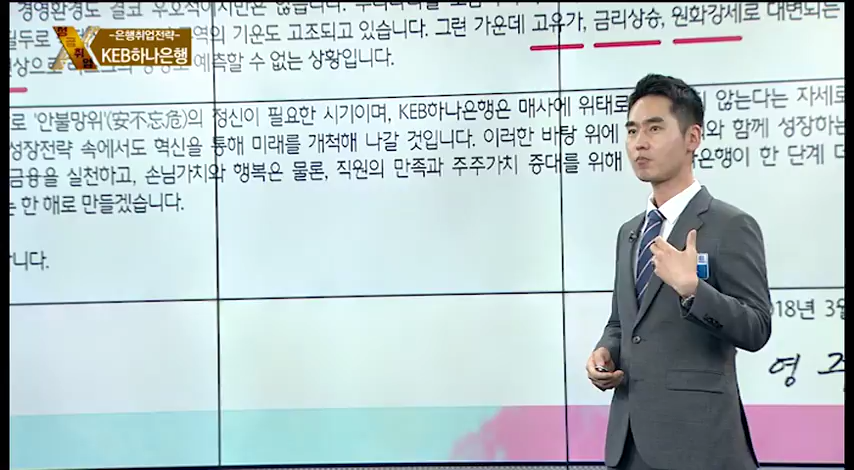 경영환경도 결코 우호적이지만은 않습니다.
필두로 역의 기운도 고조되고 있습니다. 그런 가운데 고유가, 금리상승, 원화강세로 대변되는
예측할 수 없는 상황입니다.
로 '안불망위'(安不忘危)의 정신이 필요한 시기이며, KEB하나은행은 매사에 위태로 않는다는 자세로
성장전략 속에서도 혁신을 통해 미래를 개척해 나갈 것입니다. 이러한 바탕 위에 함께 성장하는
금융을 실천하고, 손님가치와 행복은 물론, 직원의 만족과 주주가치 증대를 위해 은행이 한 단계
는 한 해로 만들겠습니다.
니다.
2018년 3월
영
X
형 금 취업
-은행취업전략-
KEB하나은행